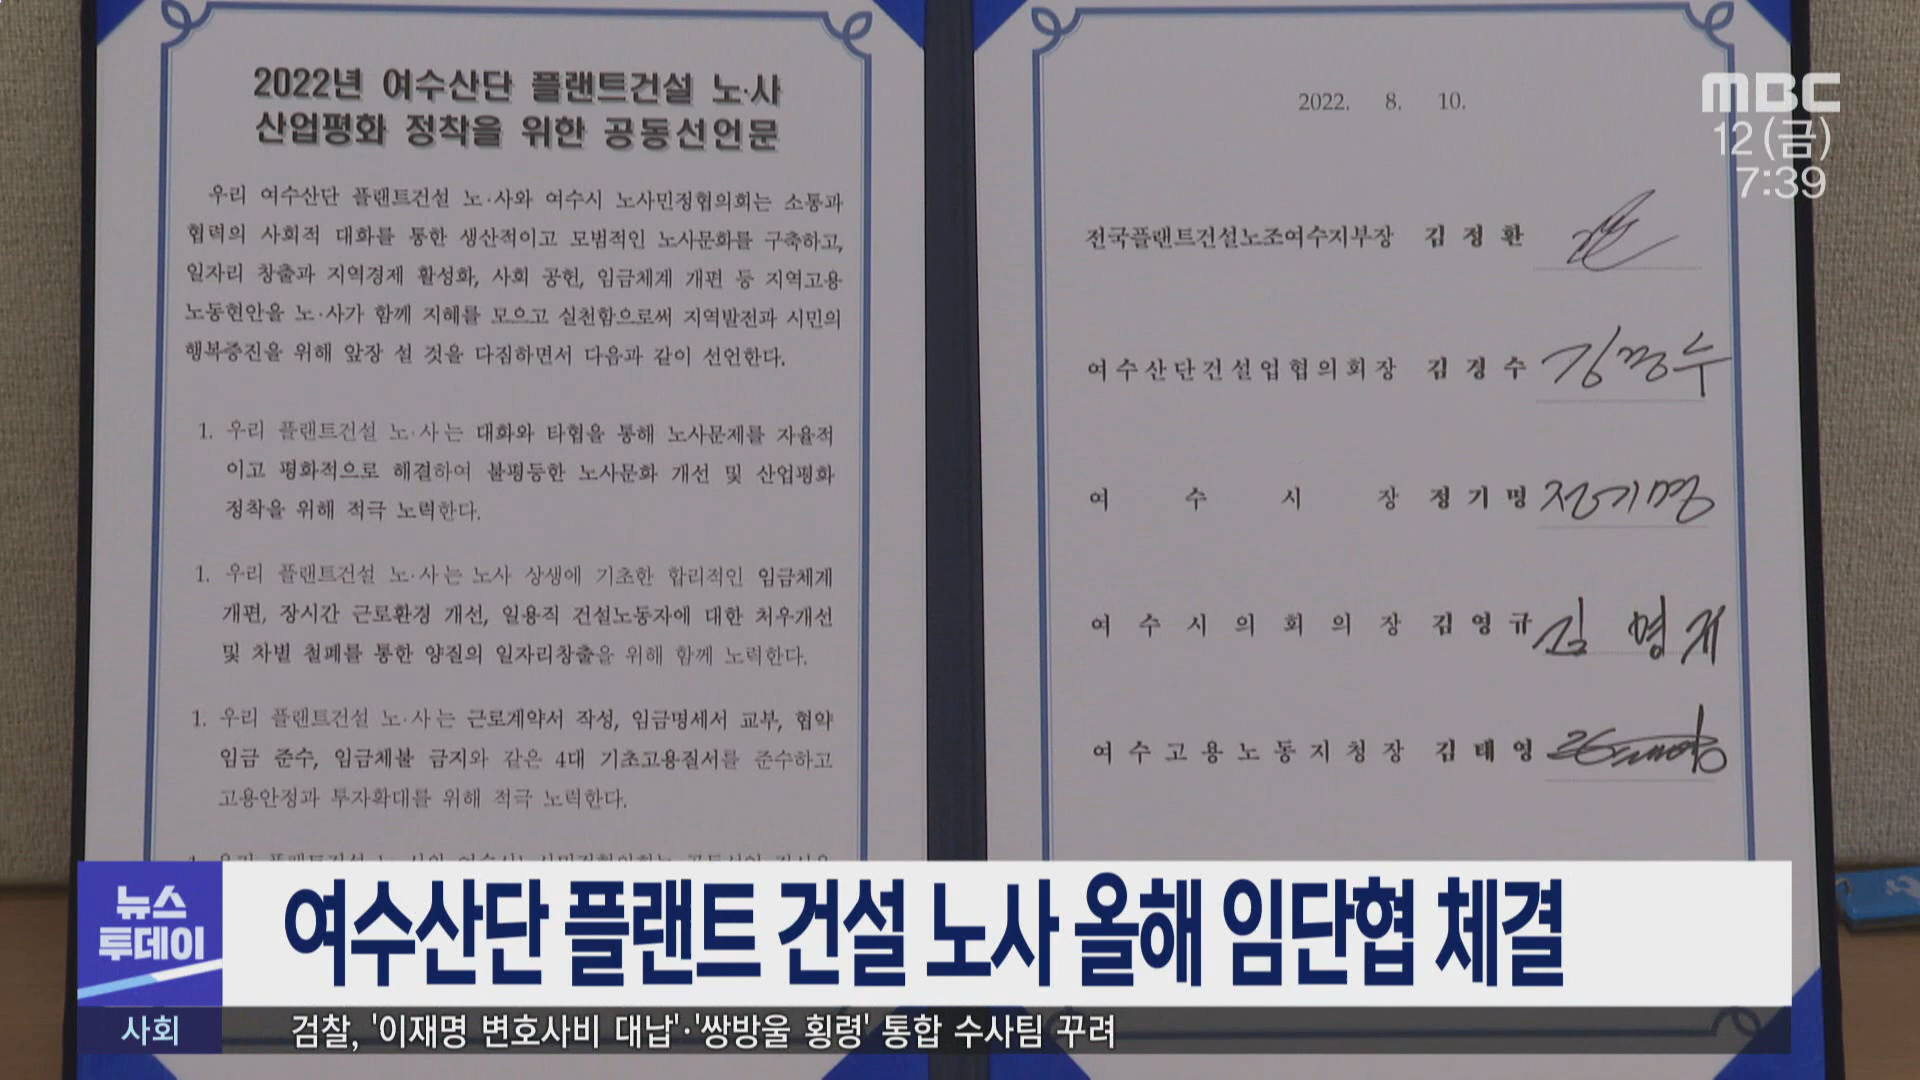 2022년 여수산단 플랜트건설 노·사
산업평화 정착을 위한 공동선언문
우리 여수산단 플랜트건설 노·사와 여수시 노사민정협의회는 소통과
협력의 사회적 대화를 통한 생산적이고 모범적인 노사문화를 구축하고,
일자리 창출과 지역경제 활성화, 사회 공헌, 임금체계 개편 등 지역고용
노동현안을 노·사가 함께 지혜를 모으고 실천함으로써 지역발전과 시민의
행복증진을 위해 앞장 설 것을 다짐하면서 다음과 같이 선언한다.
1. 우리 플랜트건설 노·사는 대화와 타협을 통해 노사문제를 자율적
이고 평화적으로 해결하여 불평등한 노사문화 개선 및 산업평화
정착을 위해 적극 노력한다.
1. 우리 플랜트건설 노·사는 노사 상생에 기초한 합리적인 임금체계
개편, 장시간 근로환경 개선, 일용직 건설노동자에 대한 처우개선
및 차별 철폐를 통한 양질의 일자리창출을 위해 함께 노력한다.
1. 우리 플랜트건설 노·사는 근로계약서 작성, 임금명세서 교부, 협약
임금 준수, 임금체불 금지와 같은 4대 기초고용질서를 준수하고
고용안정과 투자확대를 위해 적극 노력한다.
2022. 8. 10.
전국플랜트건설노조여수지부장 김정환
여수산단건설업협의회장 김경수 김경수
여수시장 정기명 정기명
여수시의회의장 김영규 김영규
여수고용노동지청장 김태영
MBC
12(금)
7:39
뉴스
투데이
여수산단 플랜트 건설 노사 올해 임단협 체결
사회
검찰, '이재명 변호사비 대납'·'쌍방울 횡령' 통합 수사팀 꾸려